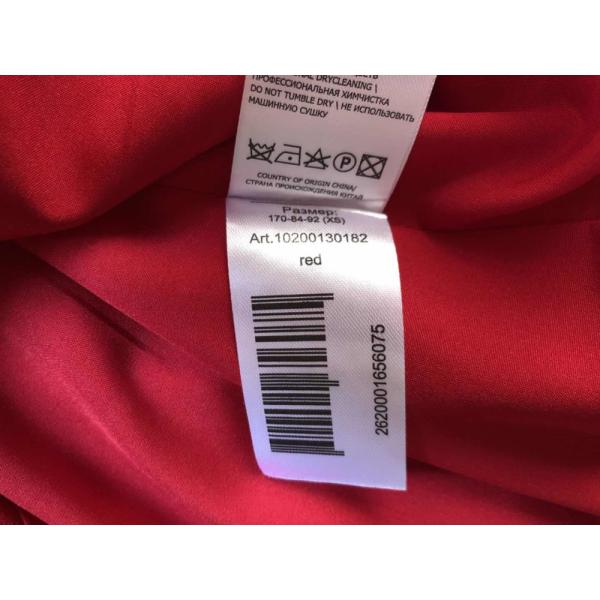 DRYCLEANING \
ПРОФЕССИОНАЛЬНАЯ ХИМЧИСТКА
DO NOT TUMBLE DRY \ НЕ ИСПОЛЬЗОВАТЬ
МАШИННУЮ СУШКУ
P
COUNTRY OF ORIGIN CHINA/
СТРАНА ПРОИСХОЖДЕНИЯ КИТАЙ
Размер:
170-84-92 (XS)
Art.10200130182
red
2620001656075